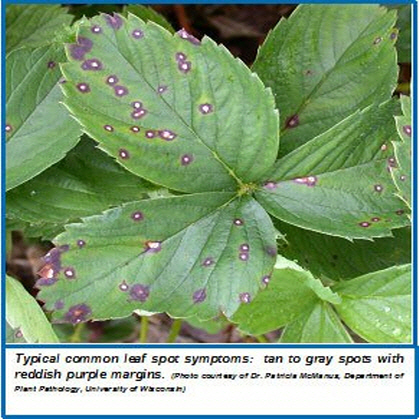 Typical common leaf spot symptoms: tan to gray spots with
reddish purple margins. (Photo courtesy of Dr. Patricia McManus, Department of
Plant Pathology, University of Wisconsin)